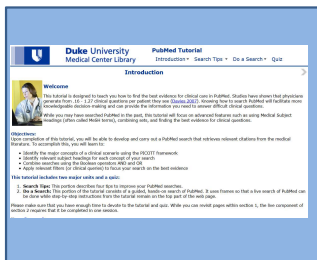 Duke University
Medical Center Library
PubMed Tutorial
Introduction Search Tips Do a Search Quiz
Introduction
Welcome
This tutorial is designed to teach you how to find the best evidence for clinical care in PubMed. Studies have shown that physicians
generate from .16 - 1.27 clinical questions per patient they see (Davies 2007). Knowing how to search PubMed will facilitate more
knowledgeable decision-making and can provide the information you need to answer difficult clinical questions.
While you may have searched PubMed in the past, this tutorial will focus on advanced features such as using Medical Subject
Headings (often called MeSH terms), combining sets, and finding the best evidence for clinical questions.
Objectives:
Upon completion of this tutorial, you will be able to develop and carry out a PubMed search that retrieves relevant citations from the medical
literature. To accomplish this, you will learn to:
• Identify the major concepts of a clinical scenario using the PICOTT framework
• Identify relevant subject headings for each concept of your search
• Combine searches using the Boolean operators AND and OR
• Apply relevant filters (or clinical queries) to focus your search on the best evidence
This tutorial includes two major units and a quiz:
1. Search Tips: This portion describes four tips to improve your PubMed searches.
2. Do a Search: This portion of the tutorial consists of a guided, hands-on search of PubMed. It uses frames so that a live search of PubMed can
be done while step-by-step instructions from the tutorial remain on the top part of the web page.
Please make sure that you have enough time to devote to the tutorial and quiz. While you can revisit pages within section 1, the live component of
section 2 requires that it be completed in one session.